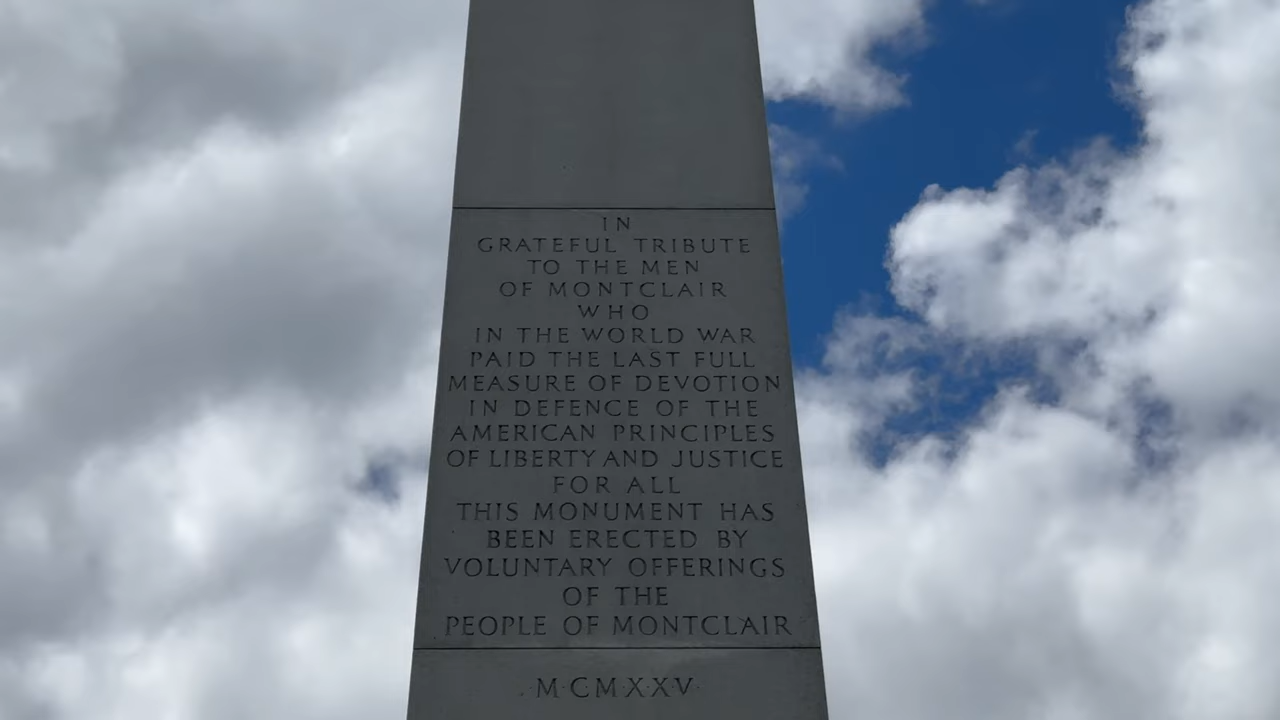 IN
GRATEFUL TRIBUTE
TO THE MEN
OF MONTCLAIR
WHO
IN THE WORLD WAR
PAID THE LAST FULL
MEASURE OF DEVOTION
IN DEFENCE OF THE
AMERICAN PRINCIPLES
OF LIBERTY AND JUSTICE
FOR ALL
THIS MONUMENT HAS
BEEN ERECTED BY
VOLUNTARY OFFERINGS
OF THE
PEOPLE OF MONTCLAIR
M·CMXXV